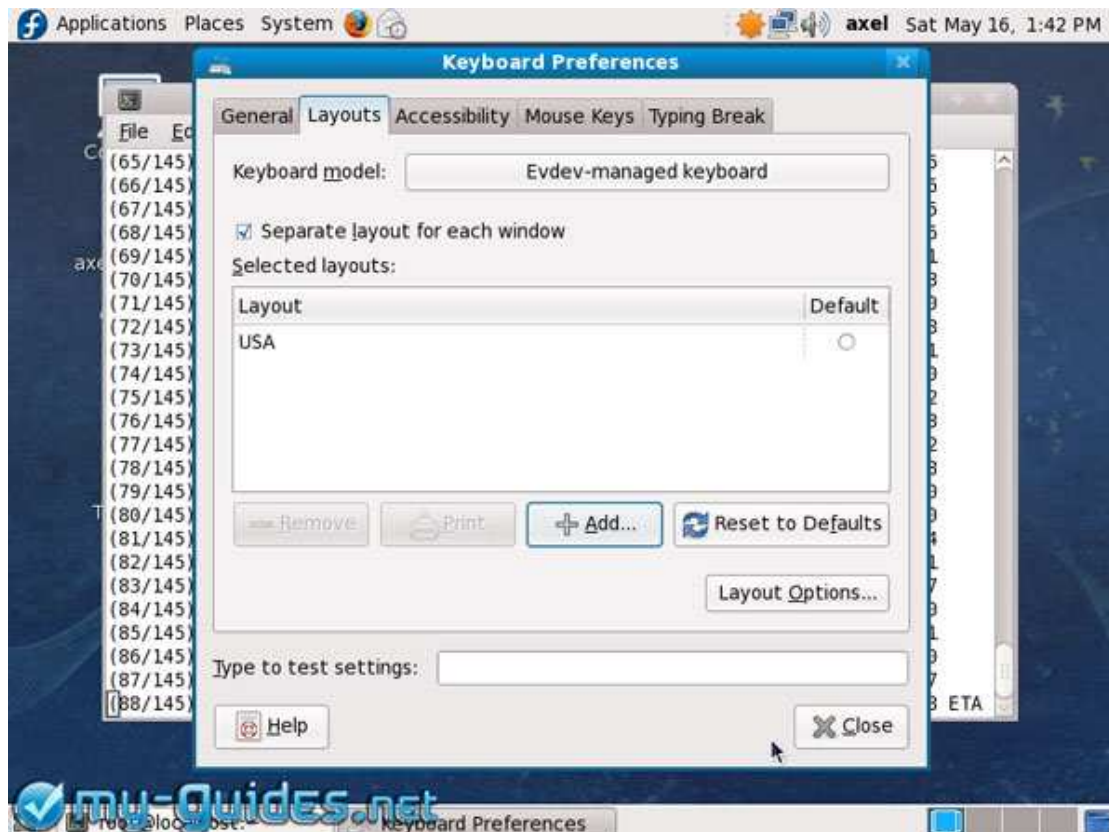 Applications Places System axel Sat May 16, 1:42 PM
Keyboard Preferences
File
General Layouts Accessibility Mouse Keys Typing Break
Keyboard model: Evdev-managed keyboard
Separate layout for each window
Selected layouts:
Layout Default
USA
Remove Print Add... Reset to Defaults
Layout Options...
Type to test settings:
Help Close
(65/145)
(66/145)
(67/145)
(68/145)
(69/145)
(70/145)
(71/145)
(72/145)
(73/145)
(74/145)
(75/145)
(76/145)
(77/145)
(78/145)
(79/145)
(80/145)
(81/145)
(82/145)
(83/145)
(84/145)
(85/145)
(86/145)
(87/145)
(88/145) ETA
my-guides.net
Keyboard Preferences